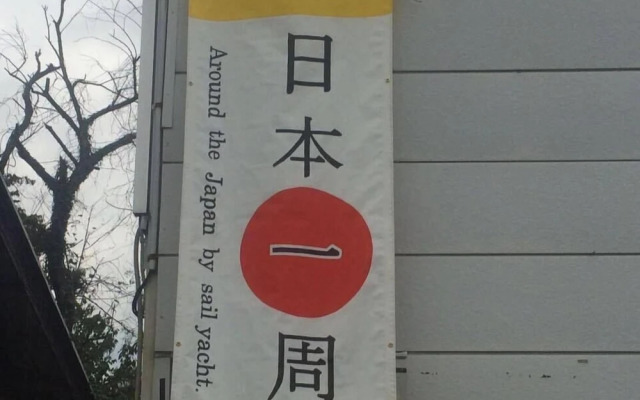 日本一周
Around the Japan by sail yacht.